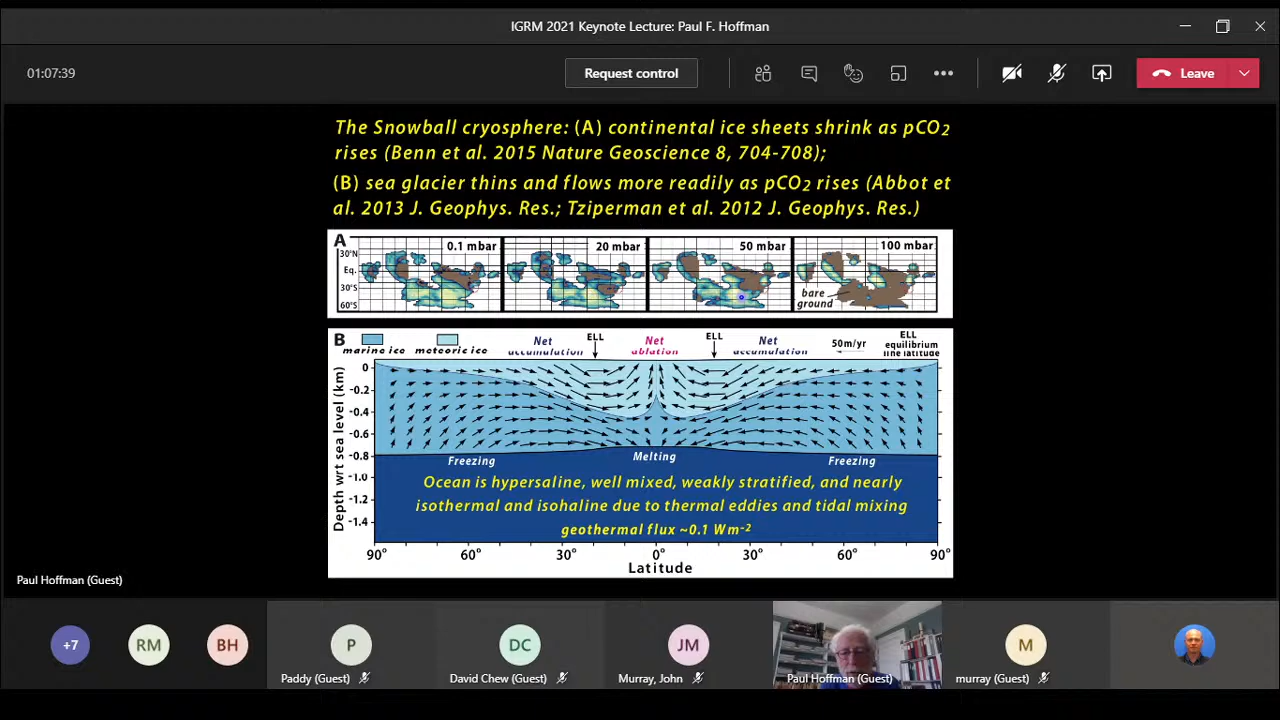 IGRM 2021 Keynote Lecture: Paul F. Hoffman
01:07:39
Request control
Leave
The Snowball cryosphere: (A) continental ice sheets shrink as pCO2
rises (Benn et al. 2015 Nature Geoscience 8, 704-708);
(B) sea glacier thins and flows more readily as pCO2 rises (Abbot et
al. 2013 J. Geophys. Res.; Tziperman et al. 2012 J. Geophys. Res.)
A
0.1 mbar
20 mbar
50 mbar
100 mbar
30°N
Eq.
30°S
60°S
bare
ground
B
marine ice
meteoric ice
Net
accumulation
ELL
Net
ablation
ELL
Net
accumulation
50m/yr
ELL
equilibrium
line latitude
Depth wrt sea level (km)
0
-0.2
-0.4
-0.6
-0.8
-1.0
-1.2
-1.4
Freezing
Melting
Freezing
Ocean is hypersaline, well mixed, weakly stratified, and nearly
isothermal and isohaline due to thermal eddies and tidal mixing
geothermal flux ~0.1 Wm-2
90° 60° 30° 0° 30° 60° 90°
Latitude
Paul Hoffman (Guest)
+7
RM
BH
P
DC
JM
M
Paddy (Guest)
David Chew (Guest)
Murray, John
Paul Hoffman (Guest)
murray (Guest)